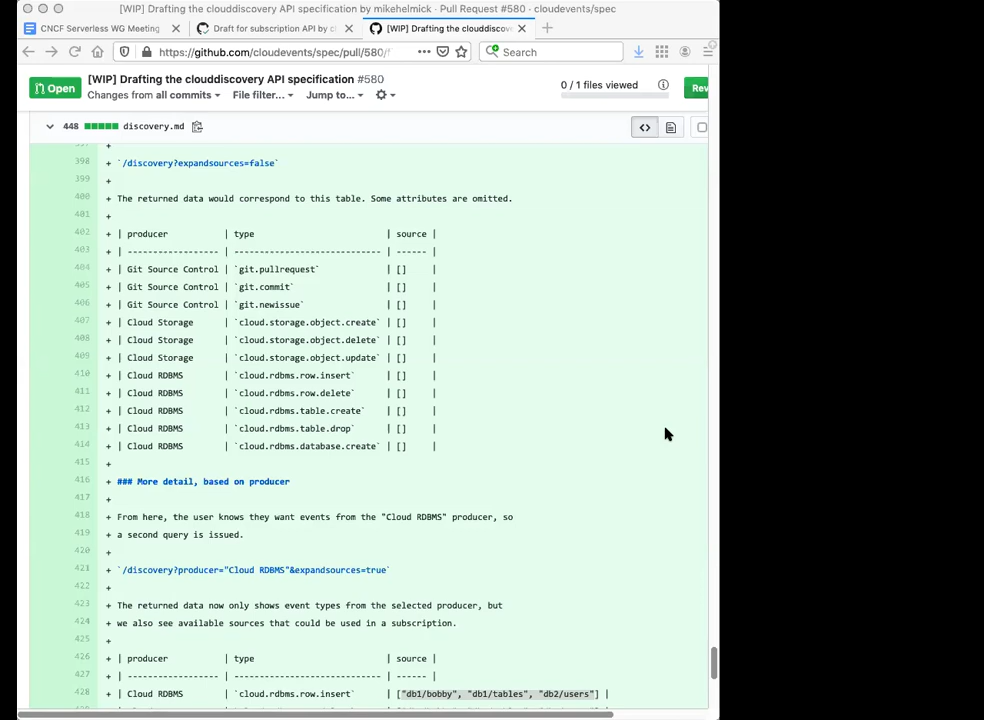 [WIP] Drafting the clouddiscovery API specification by mikehelmick · Pull Request #580 · cloudevents/spec
CNCF Serverless WG Meeting
Draft for subscription API by cl
[WIP] Drafting the clouddiscove
https://github.com/cloudevents/spec/pull/580/f
Search
Open
[WIP] Drafting the clouddiscovery API specification #580
Changes from all commits
File filter...
Jump to...
0 / 1 files viewed
Rev
448
discovery.md
397 +
398 + `/discovery?expandsources=false`
399 +
400 + The returned data would correspond to this table. Some attributes are omitted.
401 +
402 + | producer | type | source |
403 + | ------------------ | ----------------------------- | ------ |
404 + | Git Source Control | `git.pullrequest` | [] |
405 + | Git Source Control | `git.commit` | [] |
406 + | Git Source Control | `git.newissue` | [] |
407 + | Cloud Storage | `cloud.storage.object.create` | [] |
408 + | Cloud Storage | `cloud.storage.object.delete` | [] |
409 + | Cloud Storage | `cloud.storage.object.update` | [] |
410 + | Cloud RDBMS | `cloud.rdbms.row.insert` | [] |
411 + | Cloud RDBMS | `cloud.rdbms.row.delete` | [] |
412 + | Cloud RDBMS | `cloud.rdbms.table.create` | [] |
413 + | Cloud RDBMS | `cloud.rdbms.table.drop` | [] |
414 + | Cloud RDBMS | `cloud.rdbms.database.create` | [] |
415 +
416 + ### More detail, based on producer
417 +
418 + From here, the user knows they want events from the "Cloud RDBMS" producer, so
419 + a second query is issued.
420 +
421 + `/discovery?producer="Cloud RDBMS"&expandsources=true`
422 +
423 + The returned data now only shows event types from the selected producer, but
424 + we also see available sources that could be used in a subscription.
425 +
426 + | producer | type | source |
427 + | ------------------ | ----------------------------- | ------ |
428 + | Cloud RDBMS | `cloud.rdbms.row.insert` | ["db1/bobby", "db1/tables", "db2/users"] |